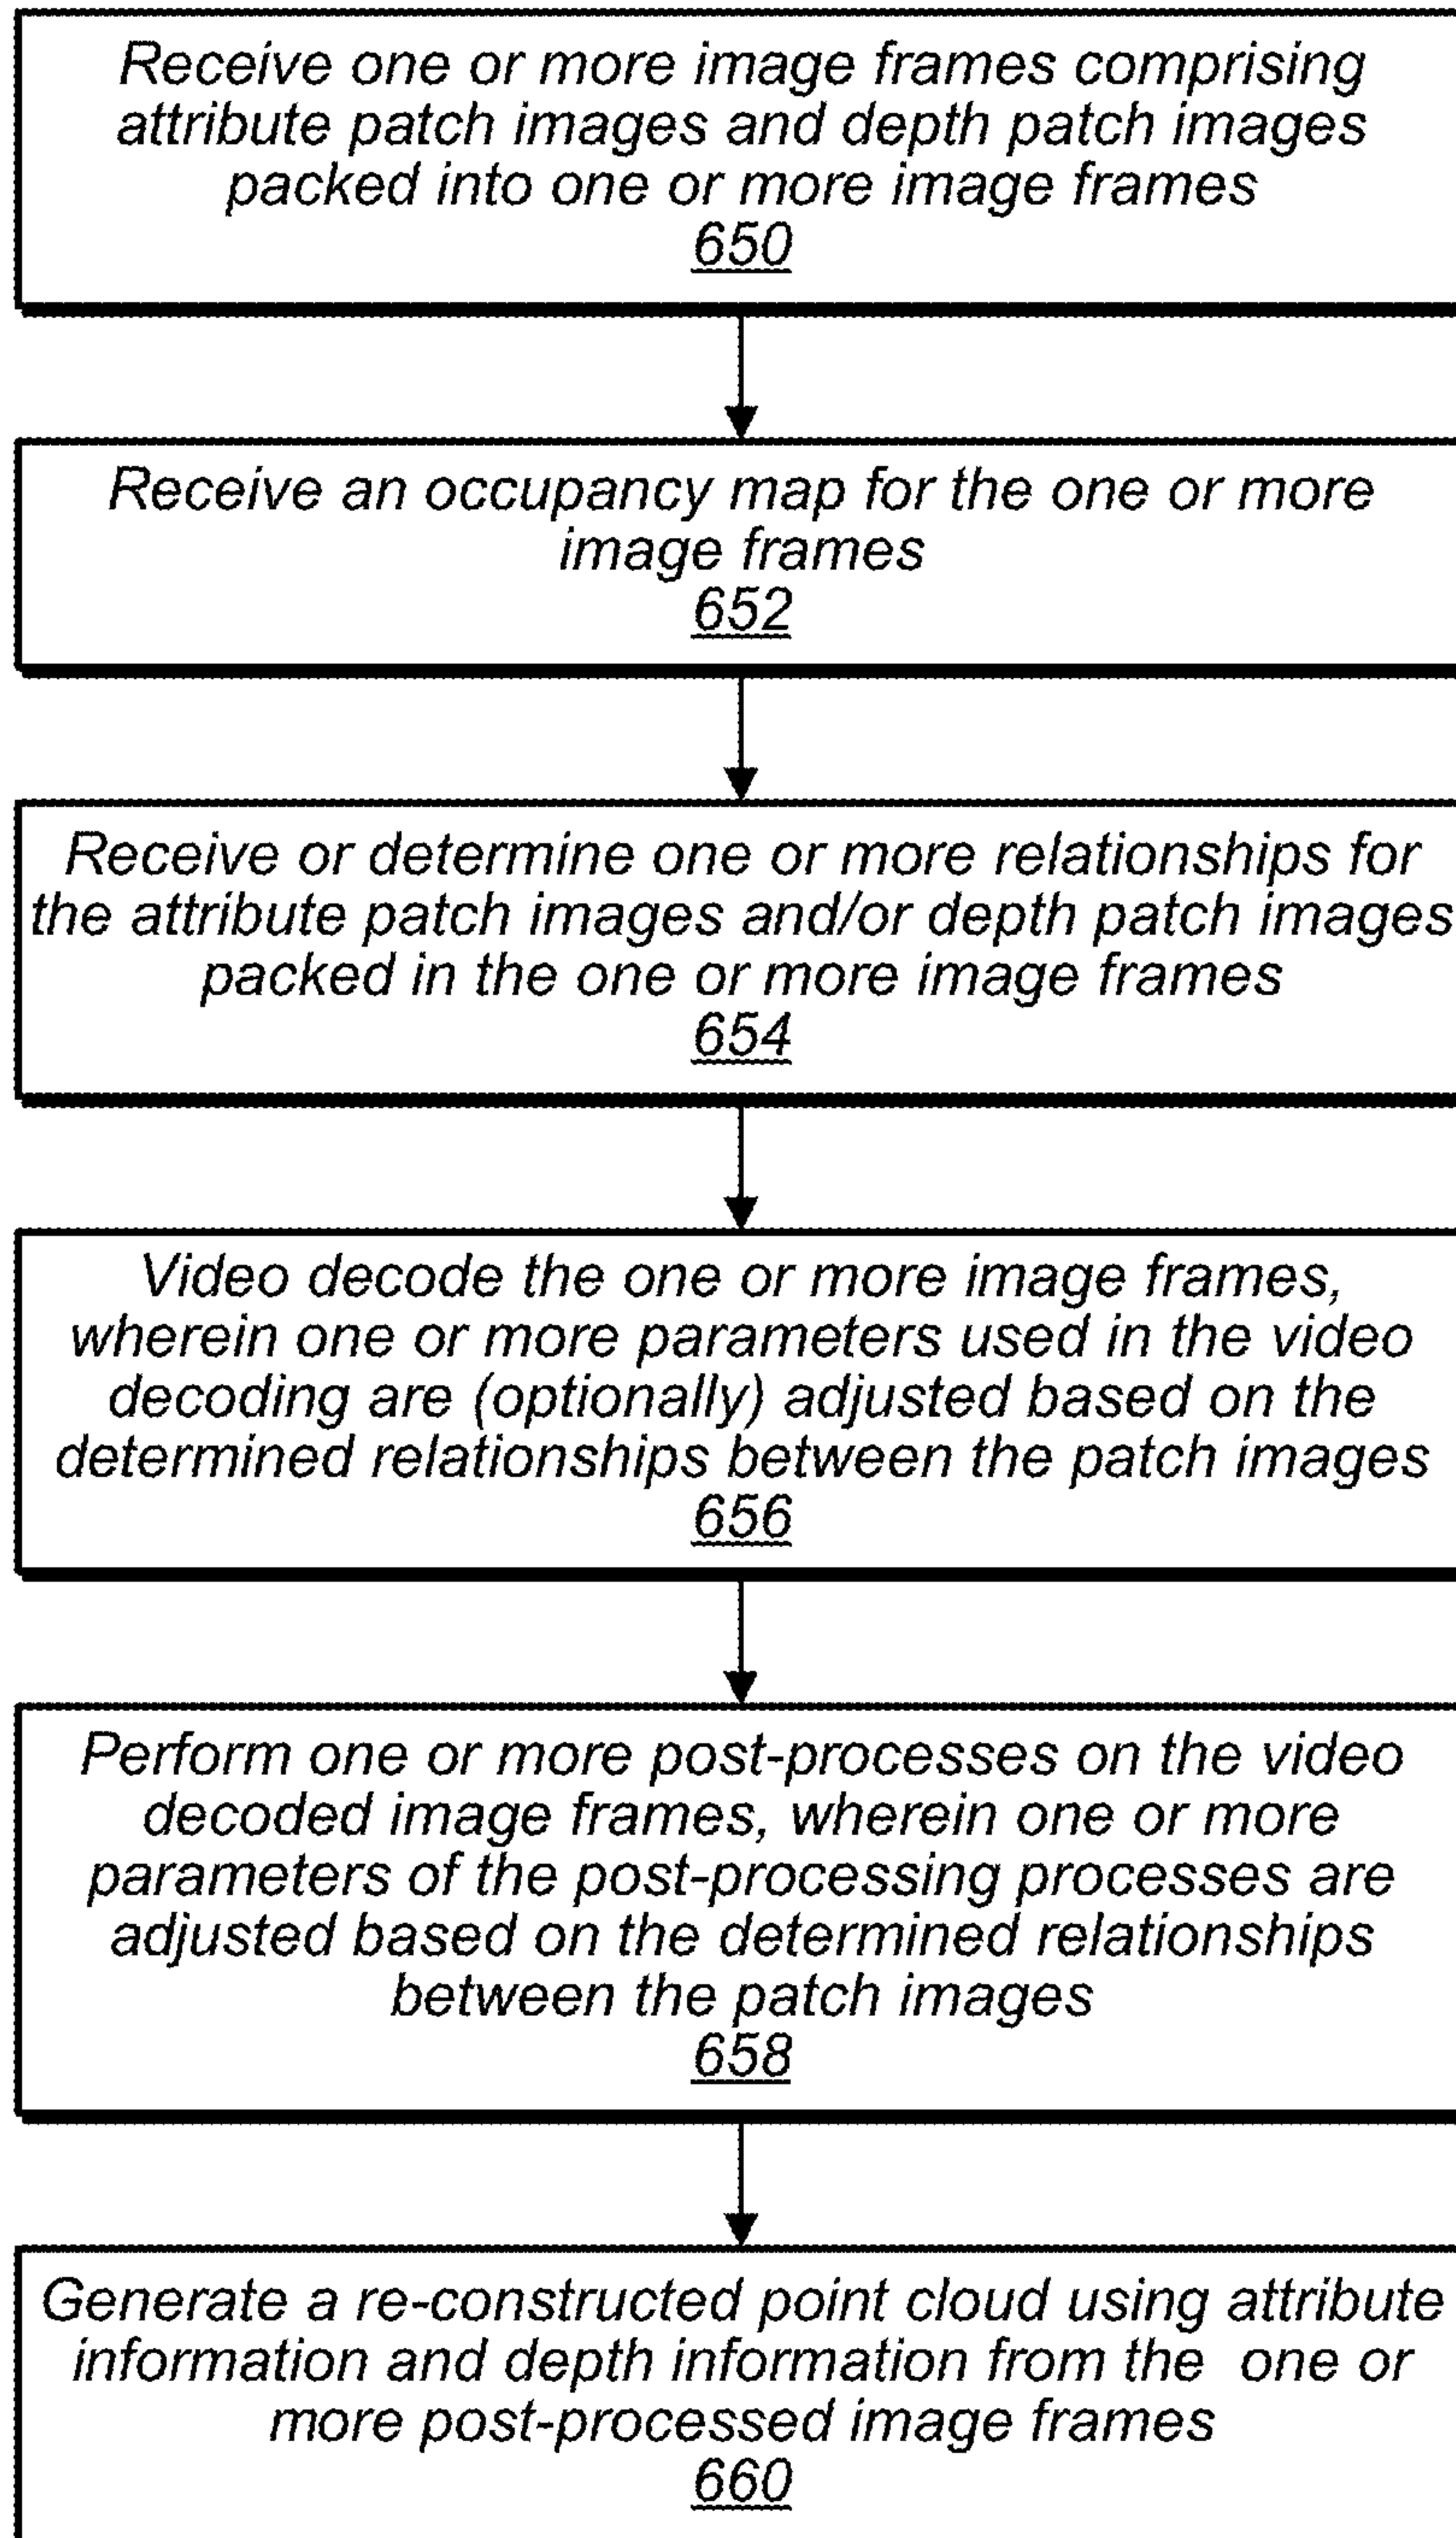 Receive one or more image frames comprising
attribute patch images and depth patch images
packed into one or more image frames
650
Receive an occupancy map for the one or more
image frames
652
Receive or determine one or more relationships for
the attribute patch images and/or depth patch images
packed in the one or more image frames
654
Video decode the one or more image frames,
wherein one or more parameters used in the video
decoding are (optionally) adjusted based on the
determined relationships between the patch images
656
Perform one or more post-processes on the video
decoded image frames, wherein one or more
parameters of the post-processing processes are
adjusted based on the determined relationships
between the patch images
658
Generate a re-constructed point cloud using attribute
information and depth information from the  one or
more post-processed image frames
660